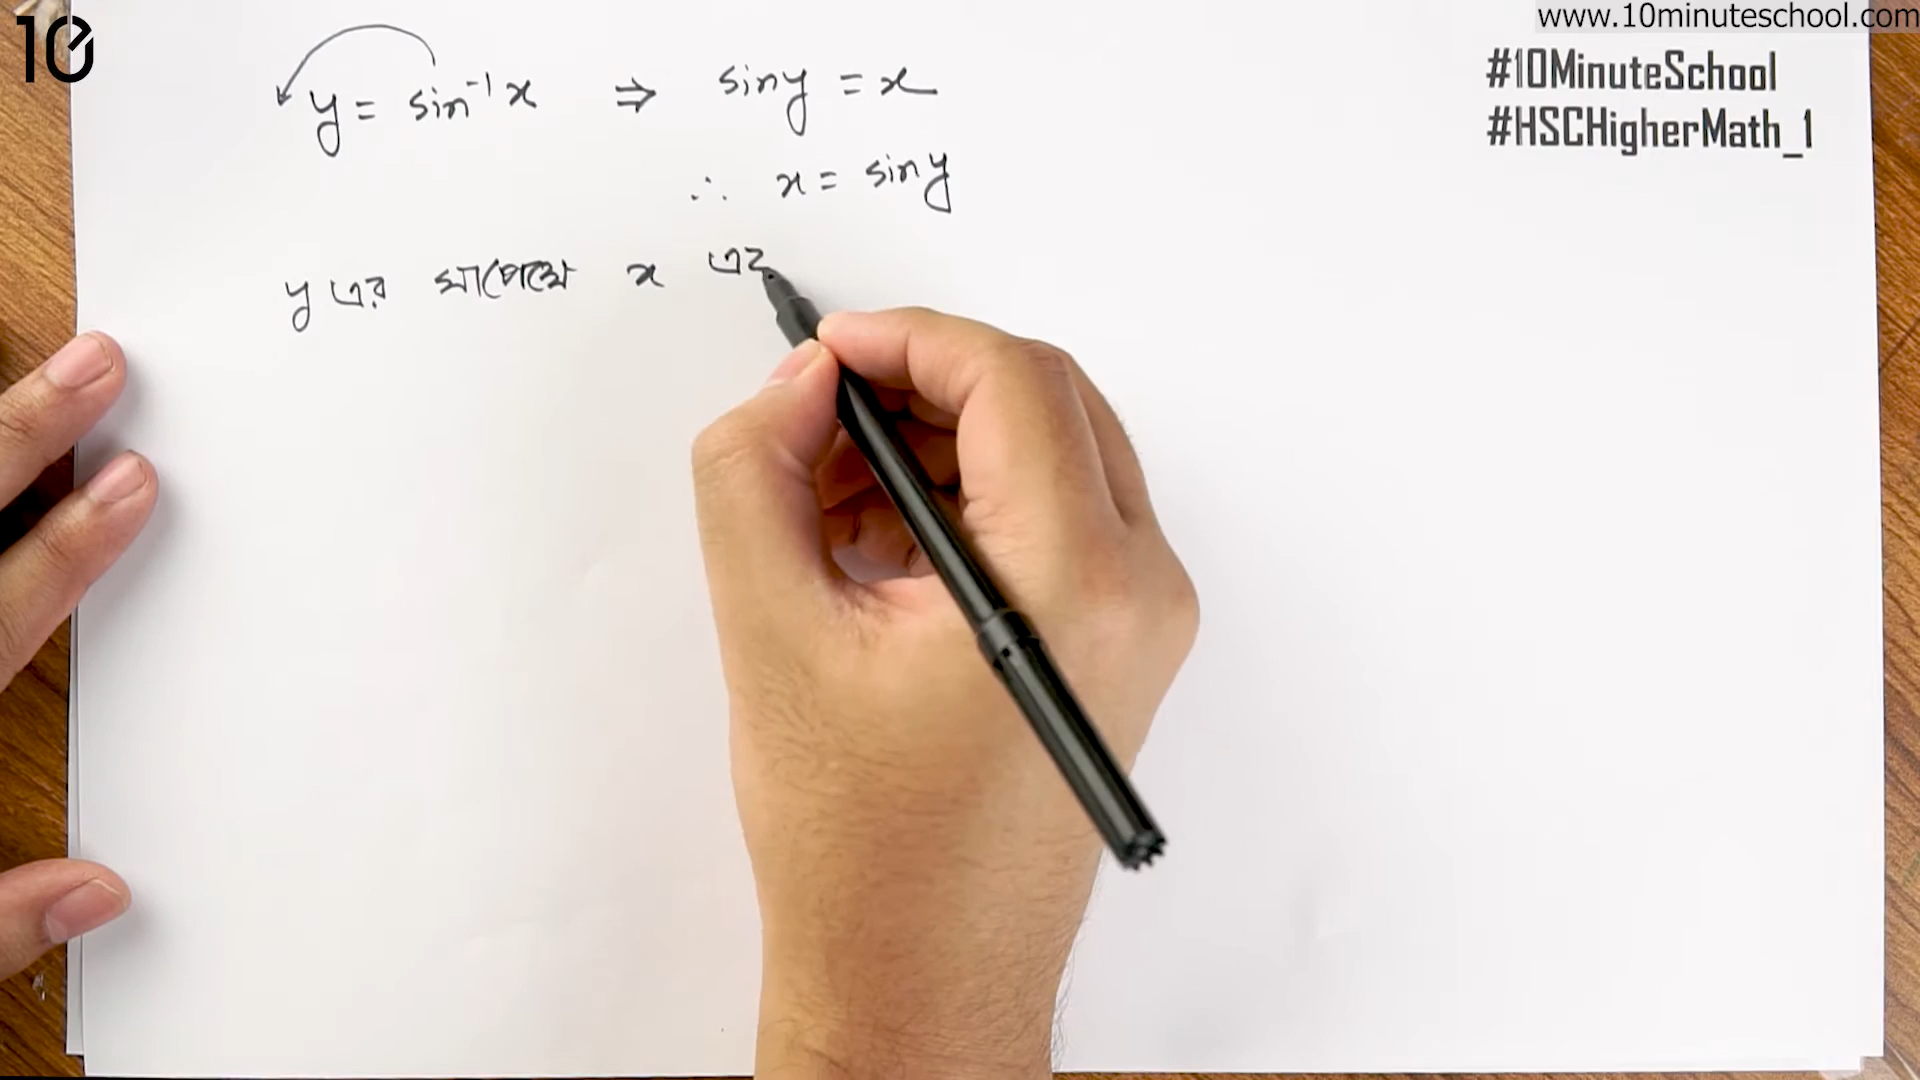 10
www.10minuteschool.com
#10MinuteSchool
#HSCHigherMath_1
y = sin⁻¹x ⇒ siny = x
∴ x = siny
y এর সাপেক্ষে x এর